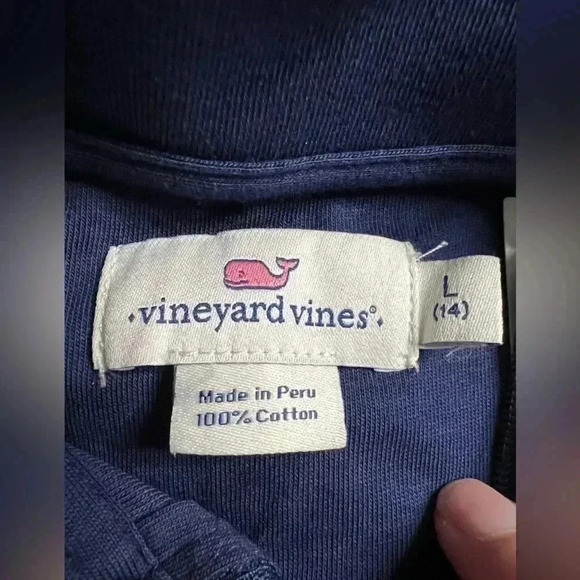 vineyard vines®
L
(14)
Made in Peru
100% Cotton